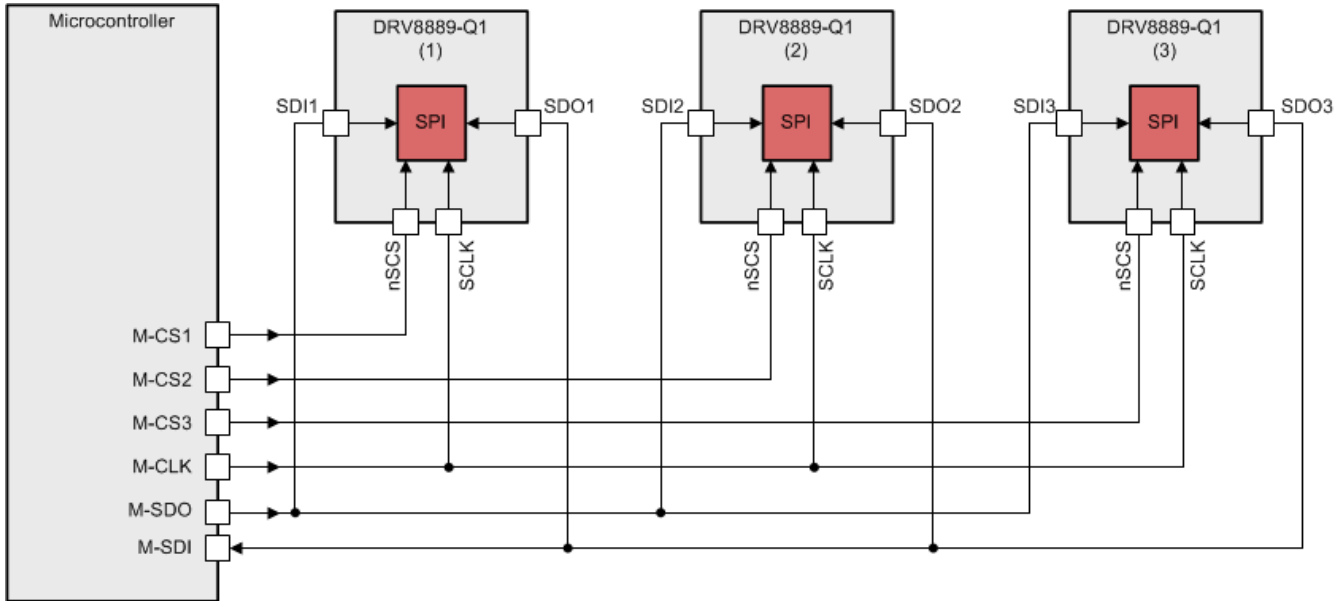 Microcontroller
DRV8889-Q1
(1)
DRV8889-Q1
(2)
DRV8889-Q1
(3)
SDI1
SPI
SDO1
SDI2
SPI
SDO2
SDI3
SPI
SDO3
nSCS
SCLK
nSCS
SCLK
nSCS
SCLK
M-CS1
M-CS2
M-CS3
M-CLK
M-SDO
M-SDI